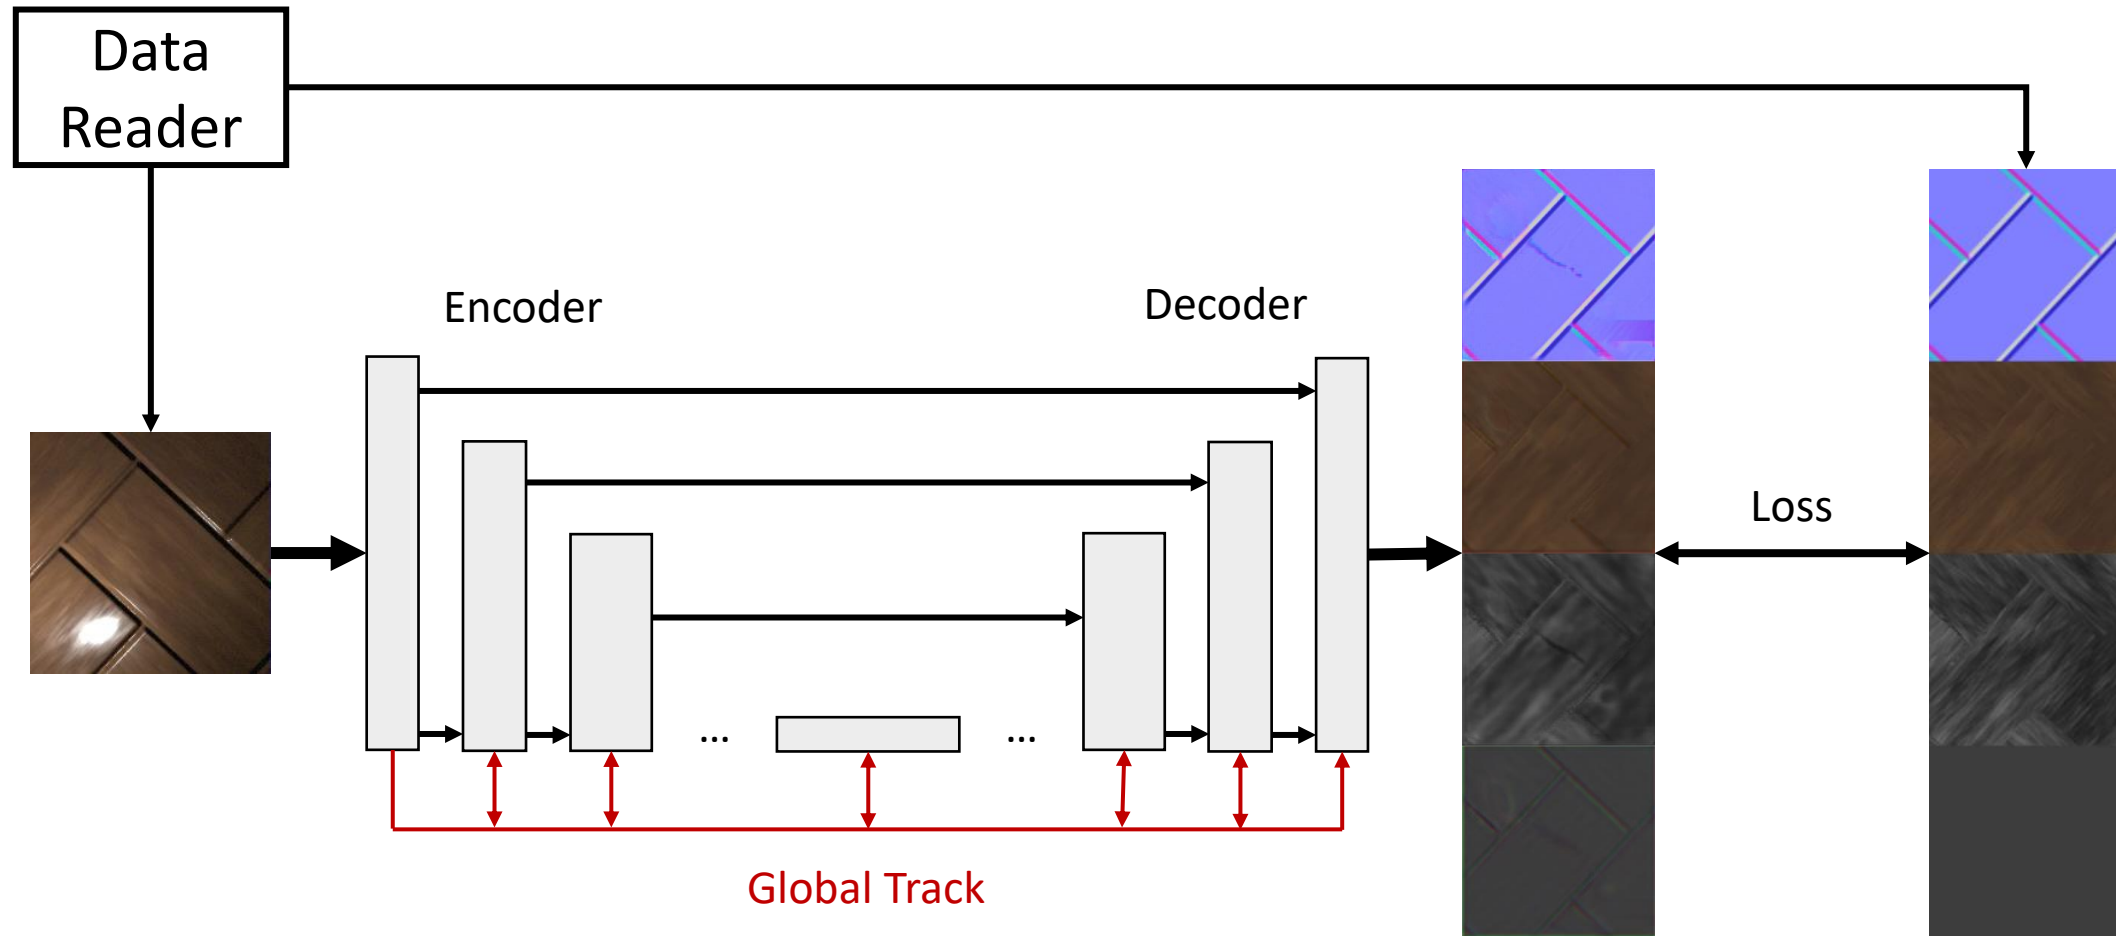 Data
Reader
Encoder
Decoder
Loss
...
...
Global Track